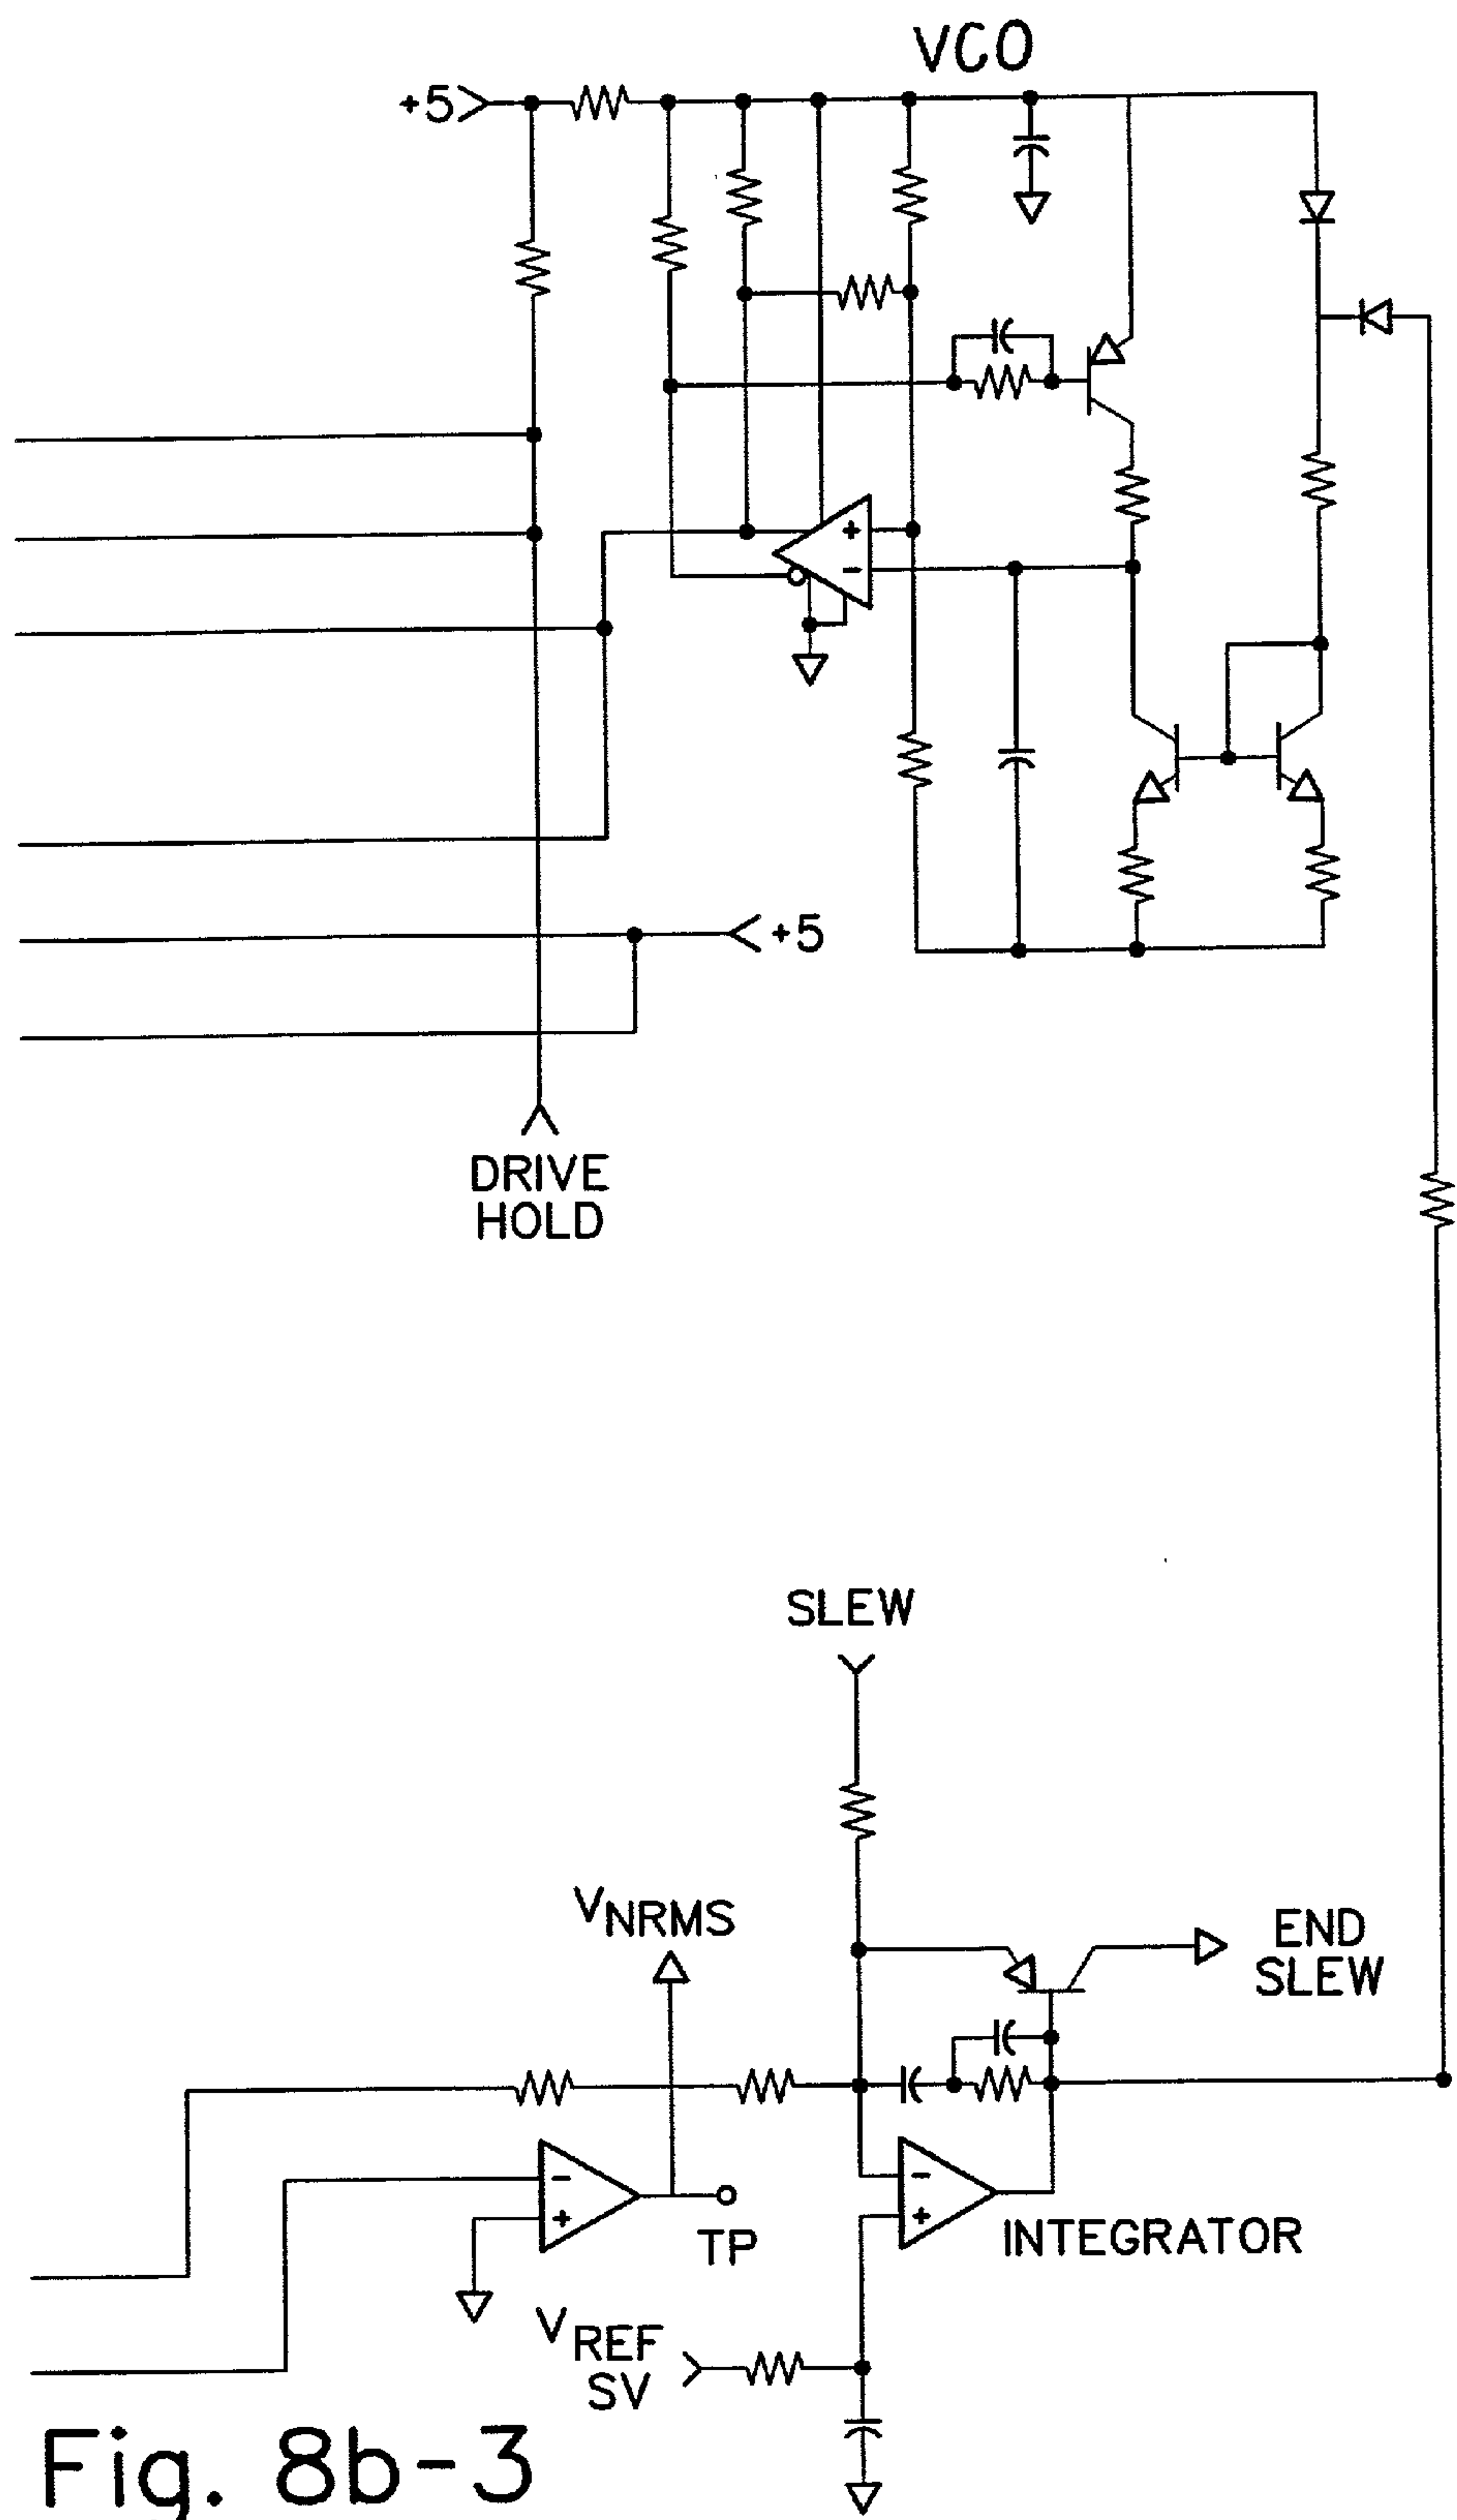 VCO
+5
+
-
+5
DRIVE
HOLD
SLEW
VNRMS
END
SLEW
-
+
TP
-
+
INTEGRATOR
VREF
SV
Fig. 8b-3